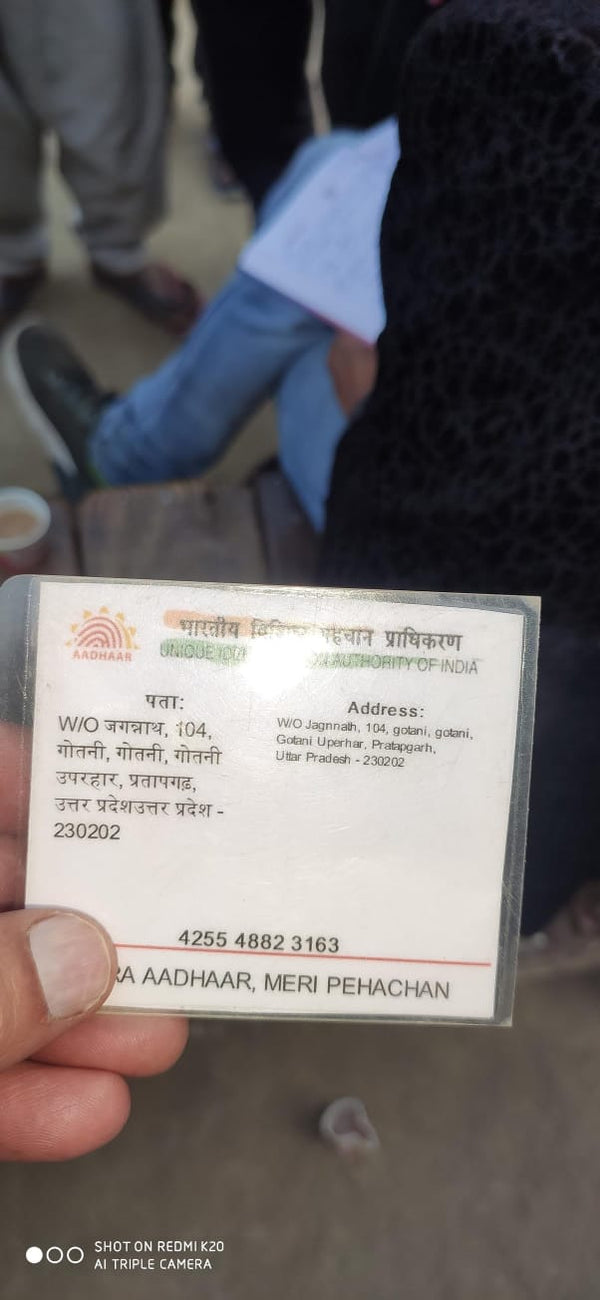 भारतीय पहचान प्राधिकरण
UNIQUE AUTHORITY OF INDIA
AADHAAR
पता:
W/O जगन्नाथ, 104,
गोतनी, गोतनी, गोतनी
उपरहार, प्रतापगढ़,
उत्तर प्रदेशउत्तर प्रदेश -
230202
Address:
W/O Jagnnath, 104, gotani, gotani,
Gotani Uperhar, Pratapgarh,
Uttar Pradesh - 230202
4255 4882 3163
AADHAAR, MERI PEHACHAN
SHOT ON REDMI K20
AI TRIPLE CAMERA